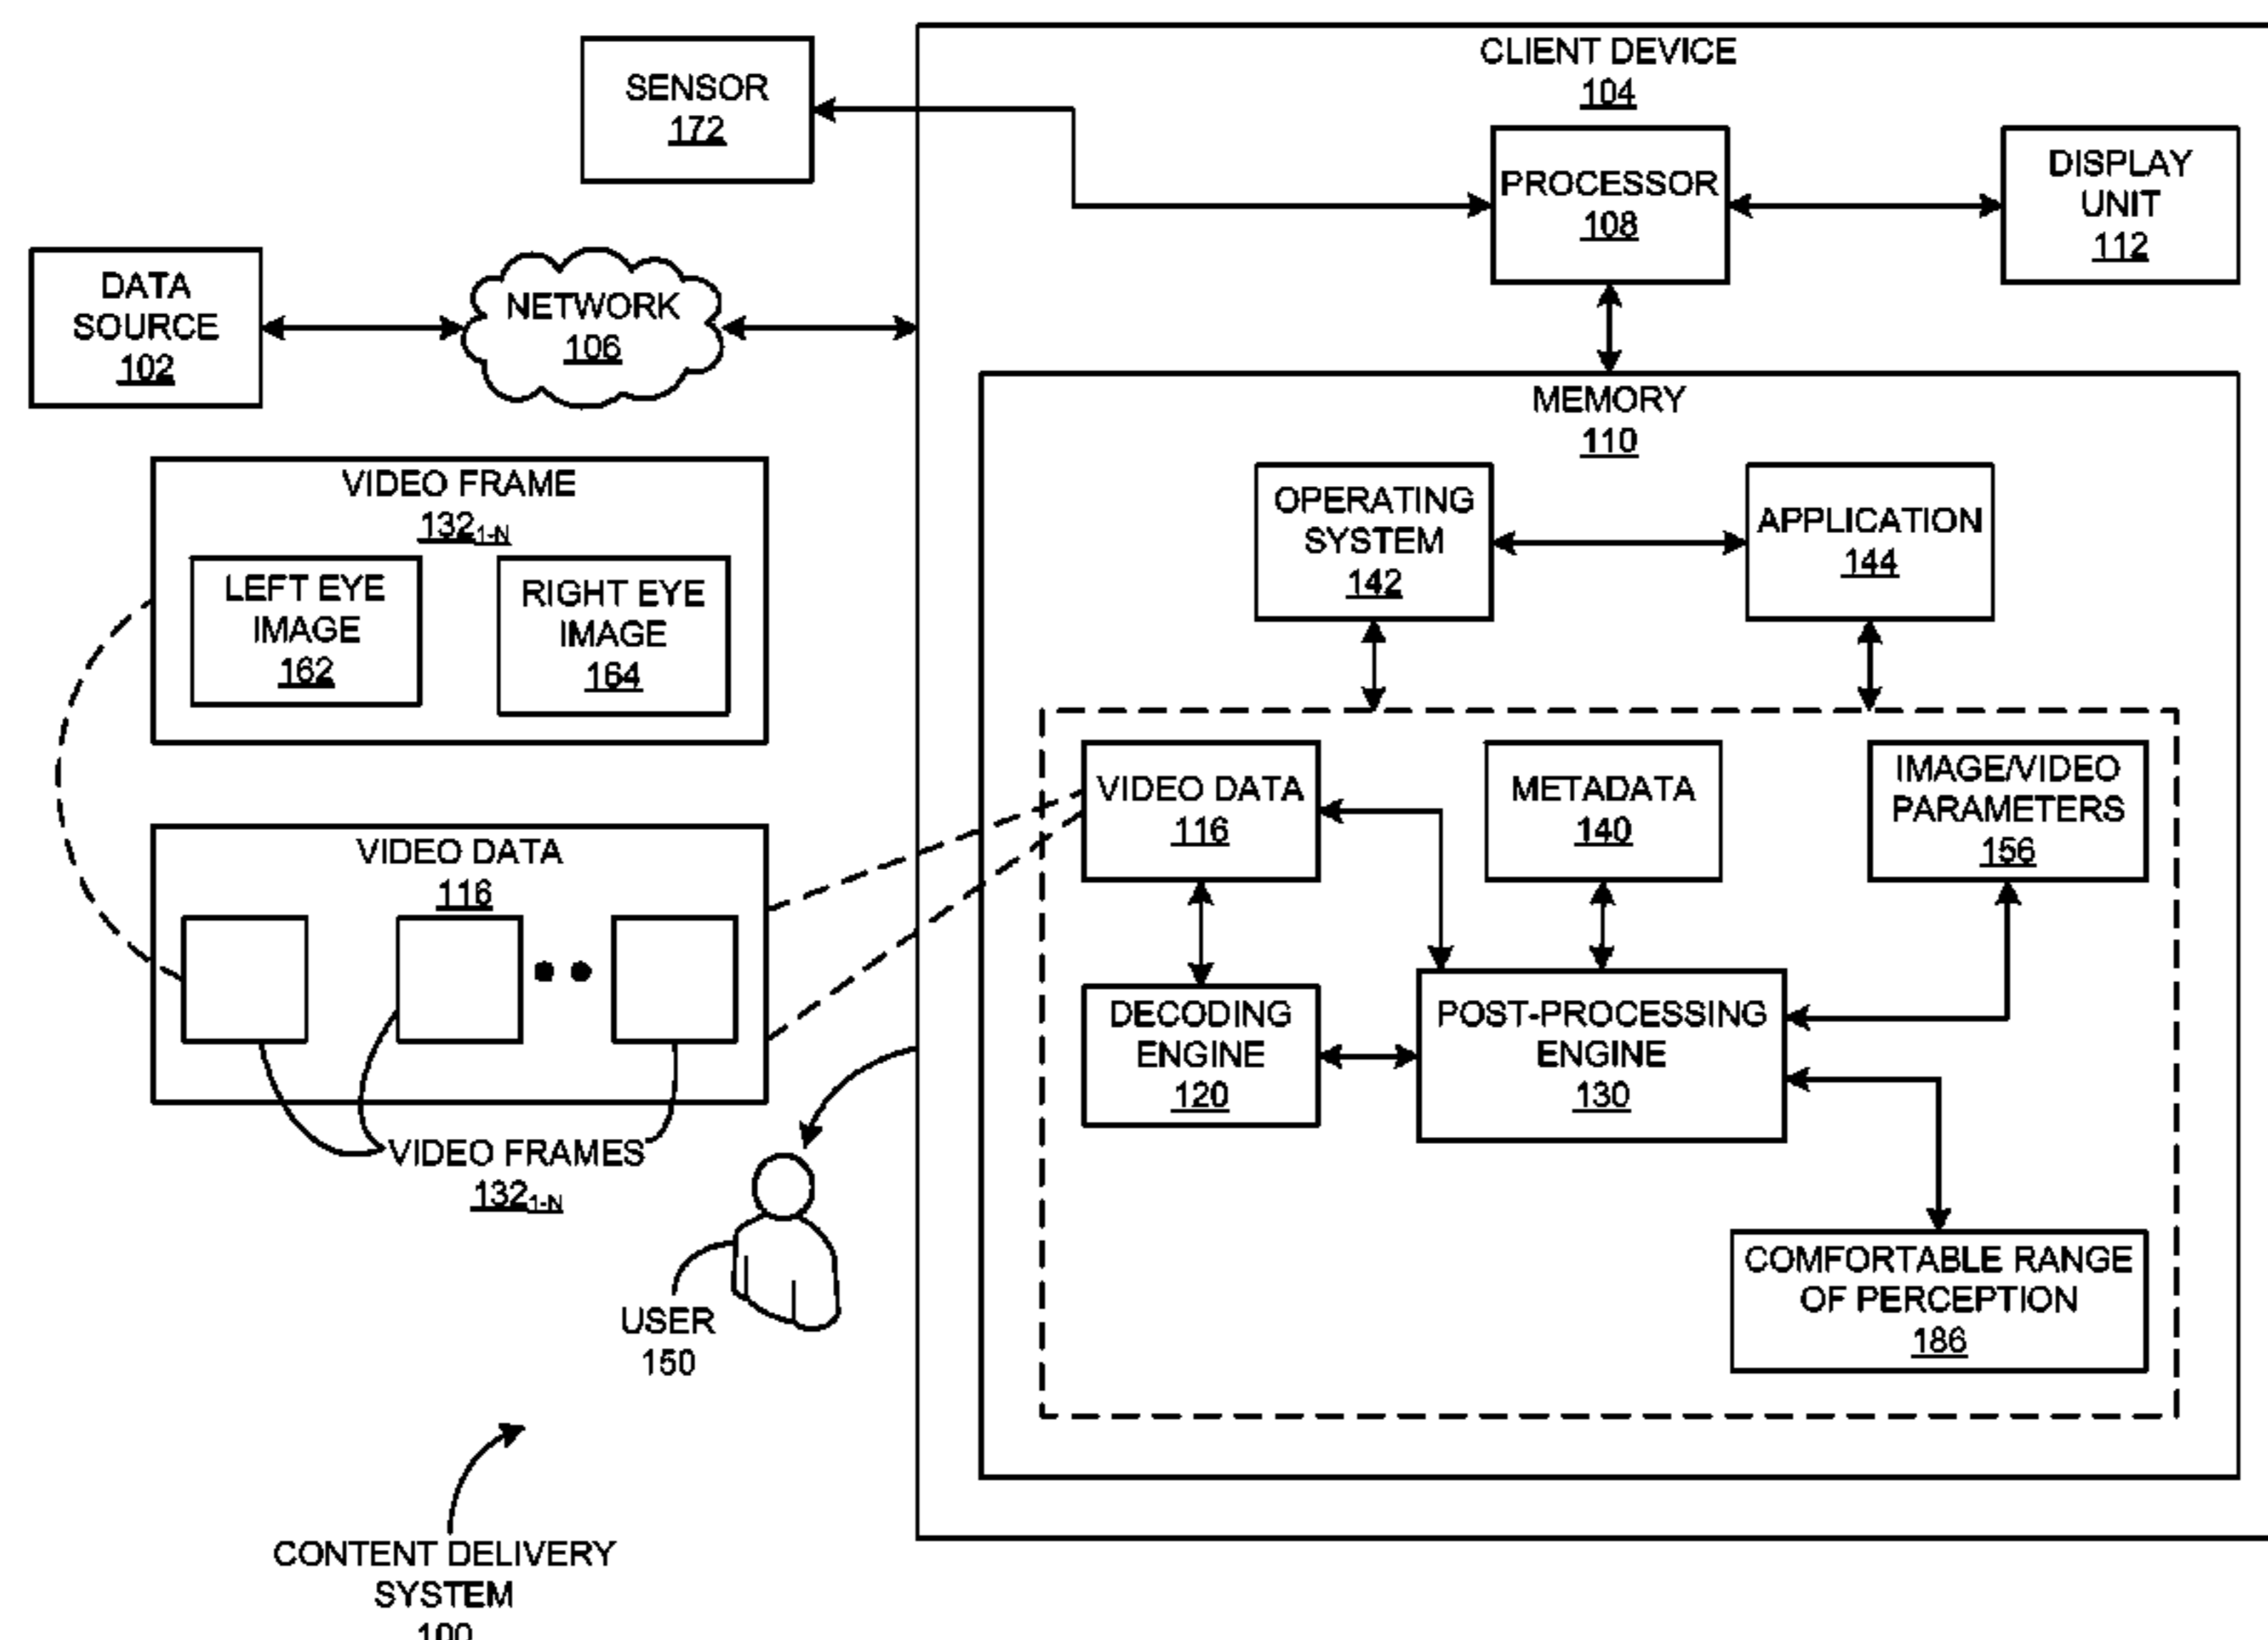 CLIENT DEVICE
104
SENSOR
172
PROCESSOR
108
DISPLAY
UNIT
112
DATA
SOURCE
102
NETWORK
106
MEMORY
110
VIDEO FRAME
132₁₋N
LEFT EYE
IMAGE
162
RIGHT EYE
IMAGE
164
OPERATING
SYSTEM
142
APPLICATION
144
VIDEO DATA
116
METADATA
140
IMAGE/VIDEO
PARAMETERS
156
VIDEO DATA
116
DECODING
ENGINE
120
POST-PROCESSING
ENGINE
130
VIDEO FRAMES
132₁₋N
COMFORTABLE RANGE
OF PERCEPTION
186
USER
150
CONTENT DELIVERY
SYSTEM
100